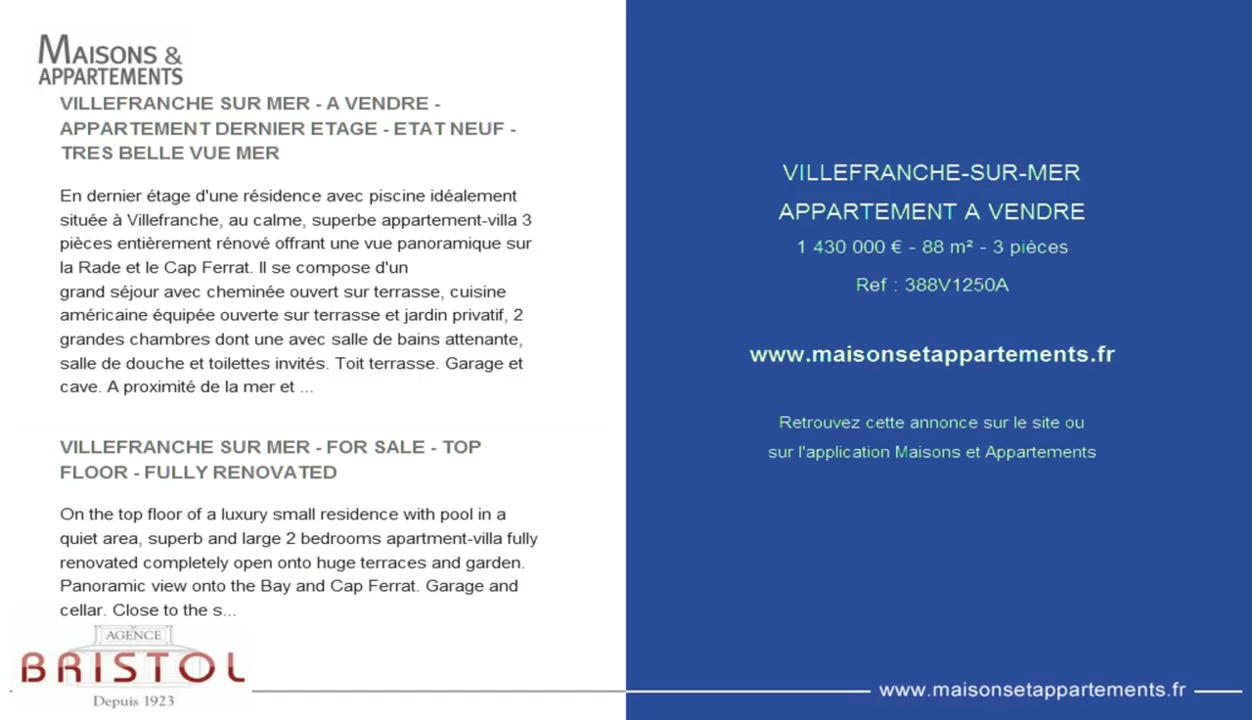 MAISONS &
APPARTEMENTS
VILLEFRANCHE SUR MER - A VENDRE -
APPARTEMENT DERNIER ETAGE - ETAT NEUF -
TRES BELLE VUE MER
En dernier étage d'une résidence avec piscine idéalement
située à Villefranche, au calme, superbe appartement-villa 3
pièces entièrement rénové offrant une vue panoramique sur
la Rade et le Cap Ferrat. Il se compose d'un
grand séjour avec cheminée ouvert sur terrasse, cuisine
américaine équipée ouverte sur terrasse et jardin privatif, 2
grandes chambres dont une avec salle de bains attenante,
salle de douche et toilettes invités. Toit terrasse. Garage et
cave. A proximité de la mer et ...
VILLEFRANCHE SUR MER - FOR SALE - TOP
FLOOR - FULLY RENOVATED
On the top floor of a luxury small residence with pool in a
quiet area, superb and large 2 bedrooms apartment-villa fully
renovated completely open onto huge terraces and garden.
Panoramic view onto the Bay and Cap Ferrat. Garage and
cellar. Close to the s...
AGENCE
BRISTOL
Depuis 1923
VILLEFRANCHE-SUR-MER
APPARTEMENT A VENDRE
1 430 000 € - 88 m² - 3 pièces
Ref : 388V1250A
www.maisonsetappartements.fr
Retrouvez cette annonce sur le site ou
sur l'application Maisons et Appartements
www.maisonsetappartements.fr